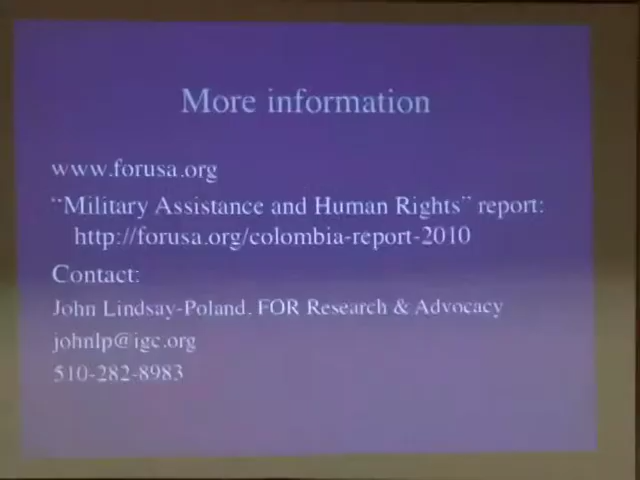 More information
www.forusa.org
¨Military Assistance and Human Rights¨ report:
http://forusa.org/colombia-report-2010
Contact:
John Lindsay-Poland, FOR Research & Advocacy
johnlp@igc.org
510-282-8983